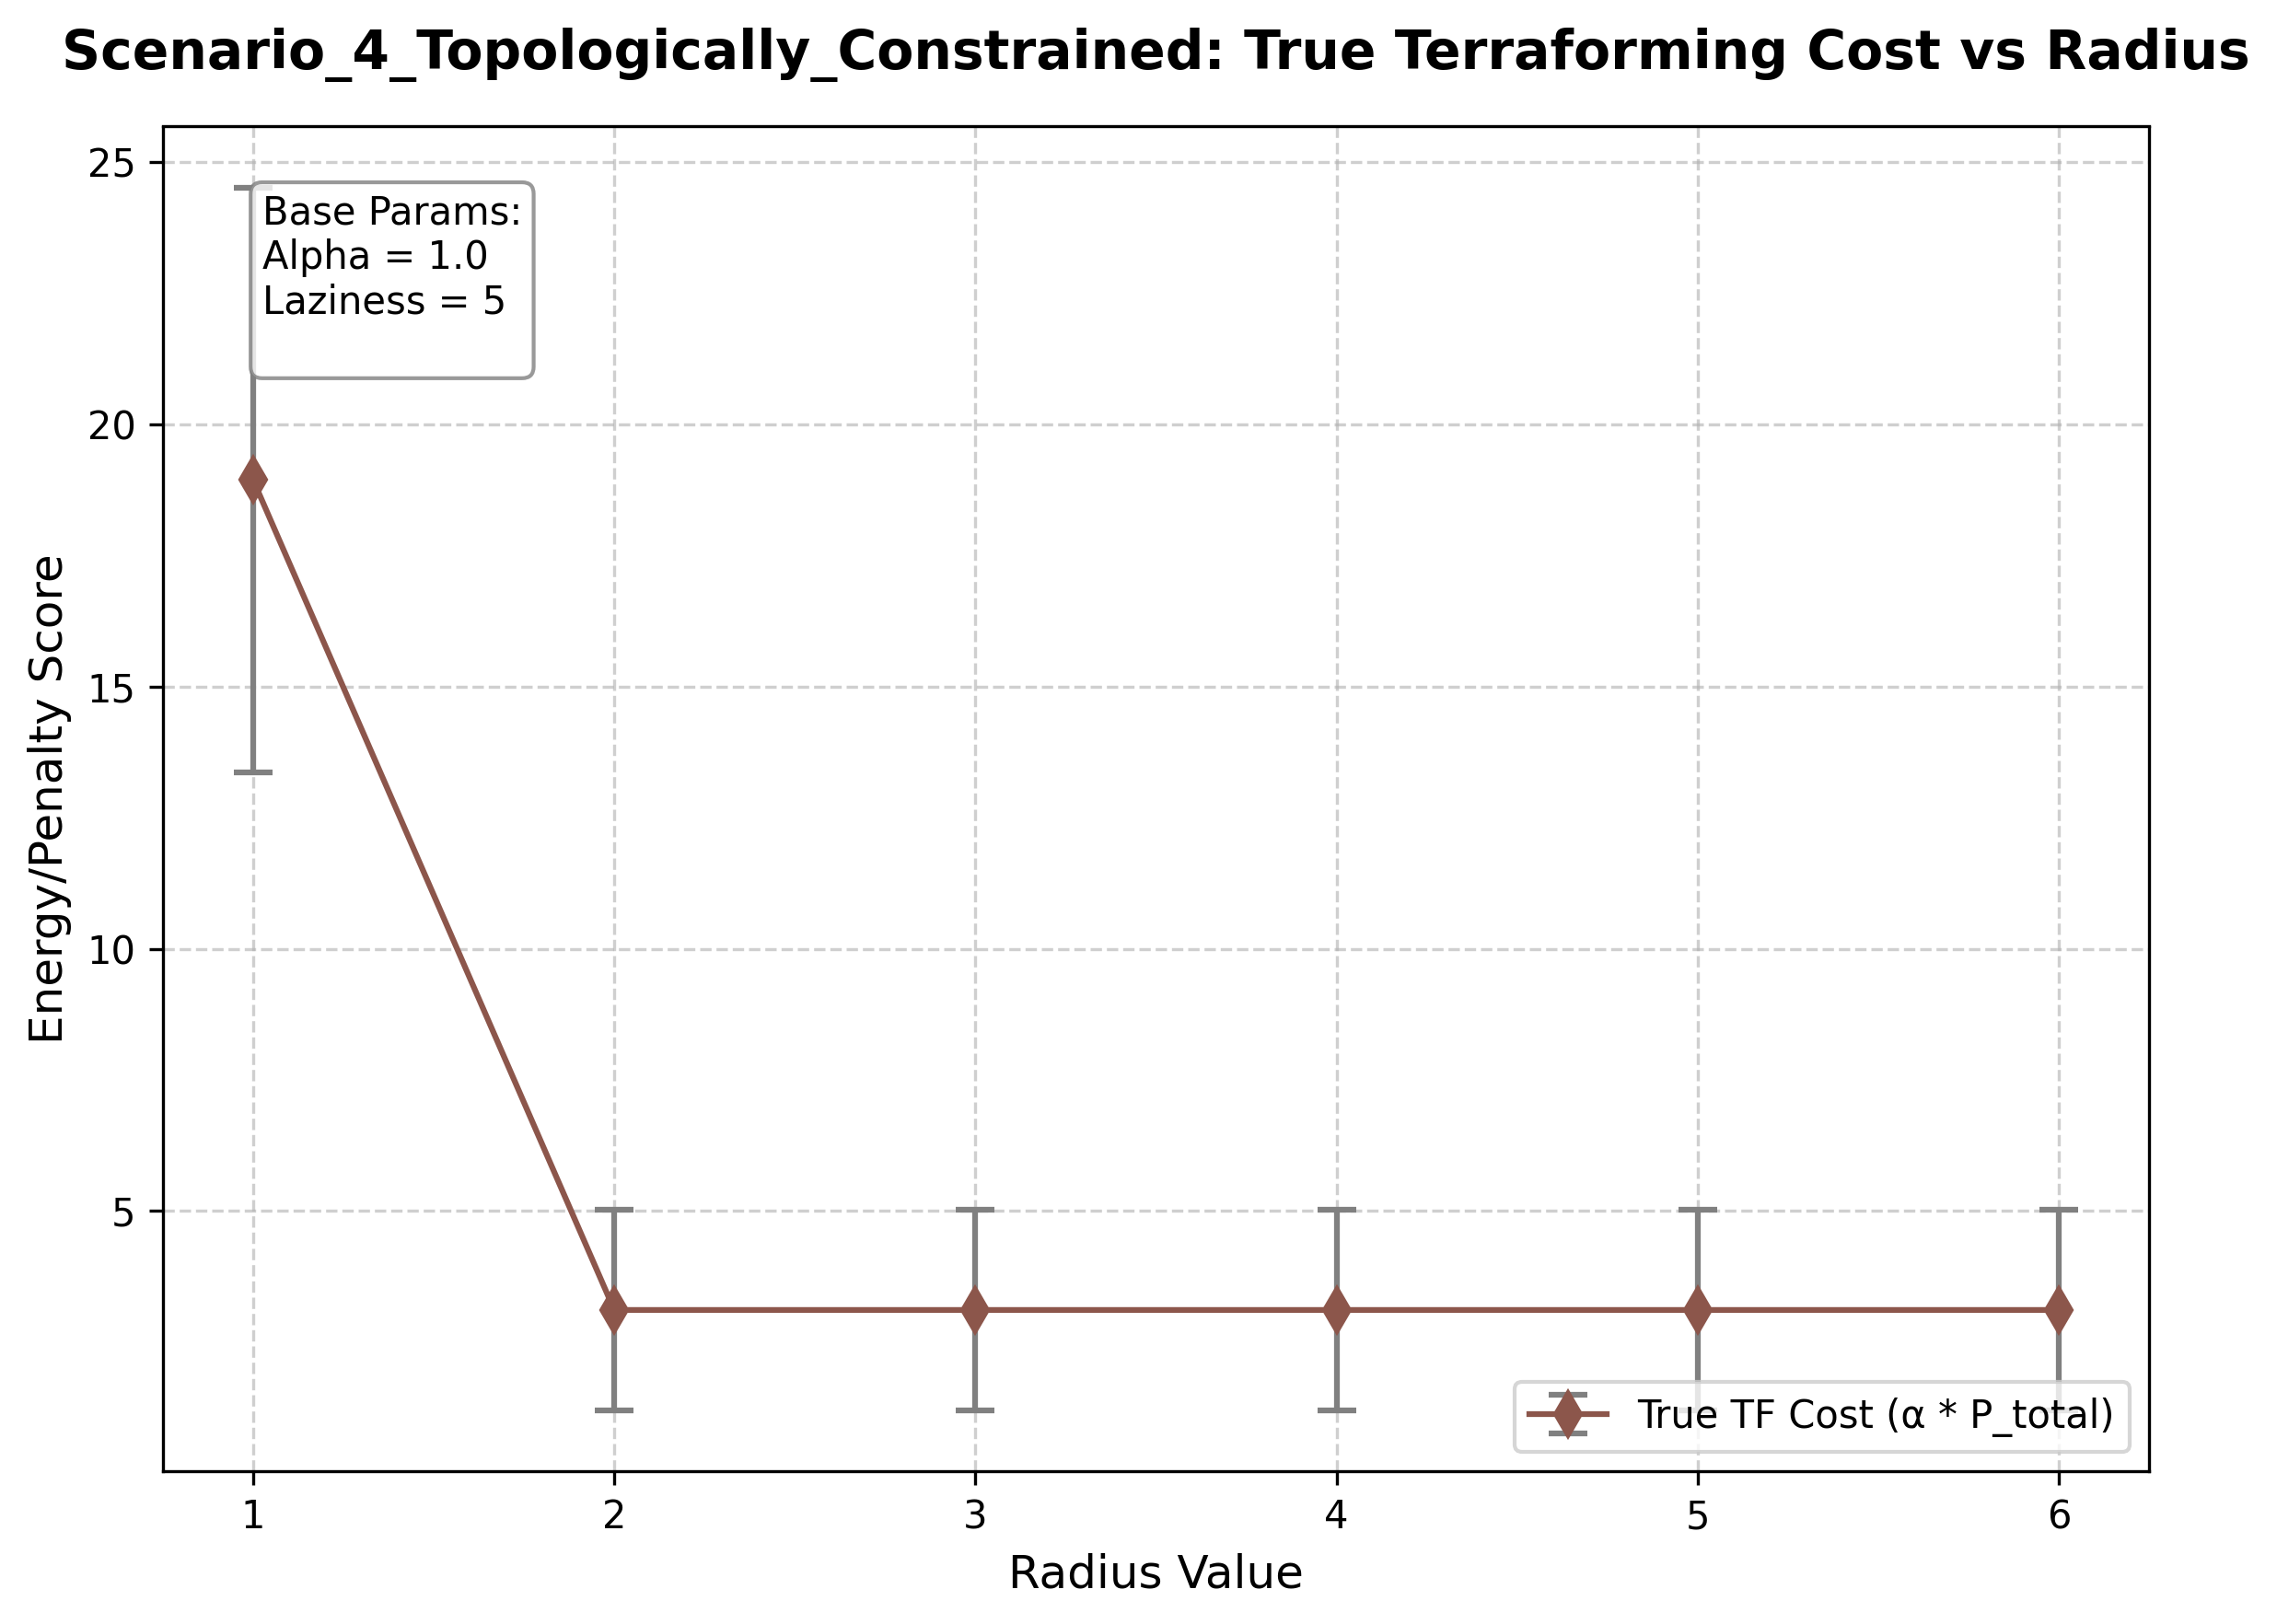 Scenario_4_Topologically_Constrained: True Terraforming Cost vs Radius
Energy/Penalty Score
25
20
15
10
5
Base Params:
Alpha = 1.0
Laziness = 5
True TF Cost (α * P_total)
1
2
3
4
5
6
Radius Value